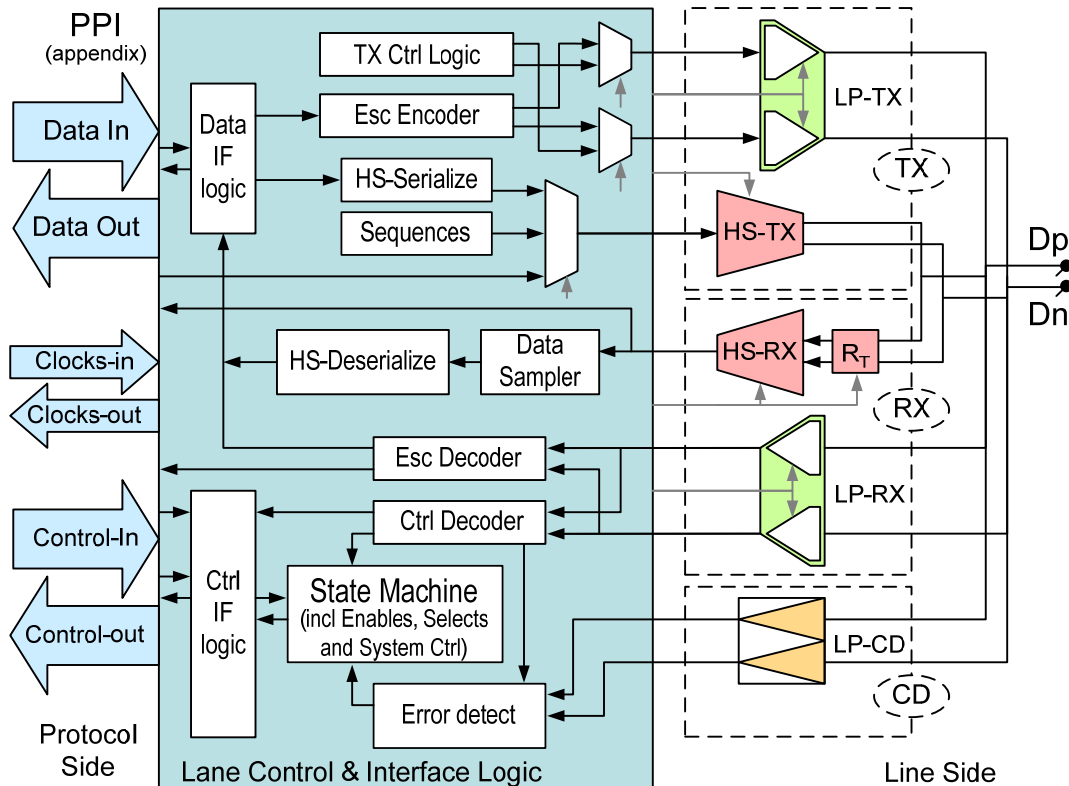 PPI
(appendix)
Data In
Data Out
Clocks-in
Clocks-out
Control-In
Control-out
Protocol
Side
Data
IF
logic
TX Ctrl Logic
Esc Encoder
HS-Serialize
Sequences
HS-Deserialize
Data
Sampler
Esc Decoder
Ctrl Decoder
Ctrl
IF
logic
State Machine
(incl Enables, Selects
and System Ctrl)
Error detect
Lane Control & Interface Logic
LP-TX
TX
HS-TX
Dp
Dn
HS-RX
RT
RX
LP-RX
LP-CD
CD
Line Side